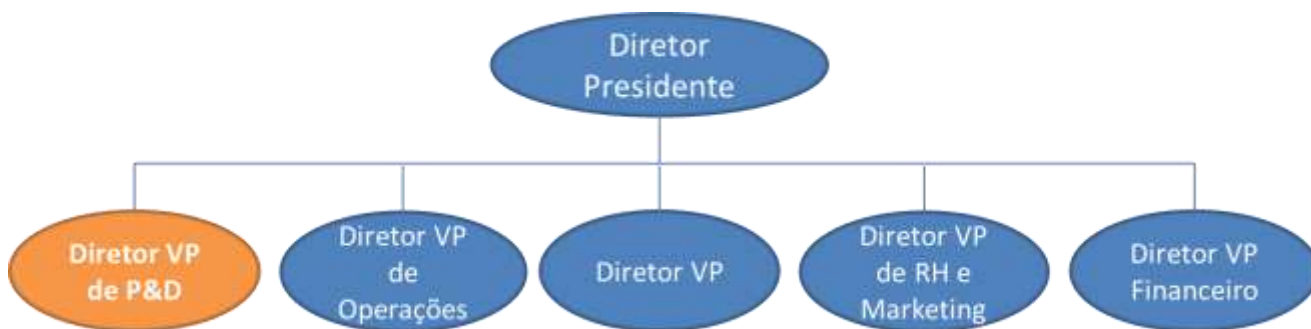 Diretor
Presidente
Diretor VP
de P&D
Diretor VP
de
Operações
Diretor VP
Diretor VP
de RH e
Marketing
Diretor VP
Financeiro